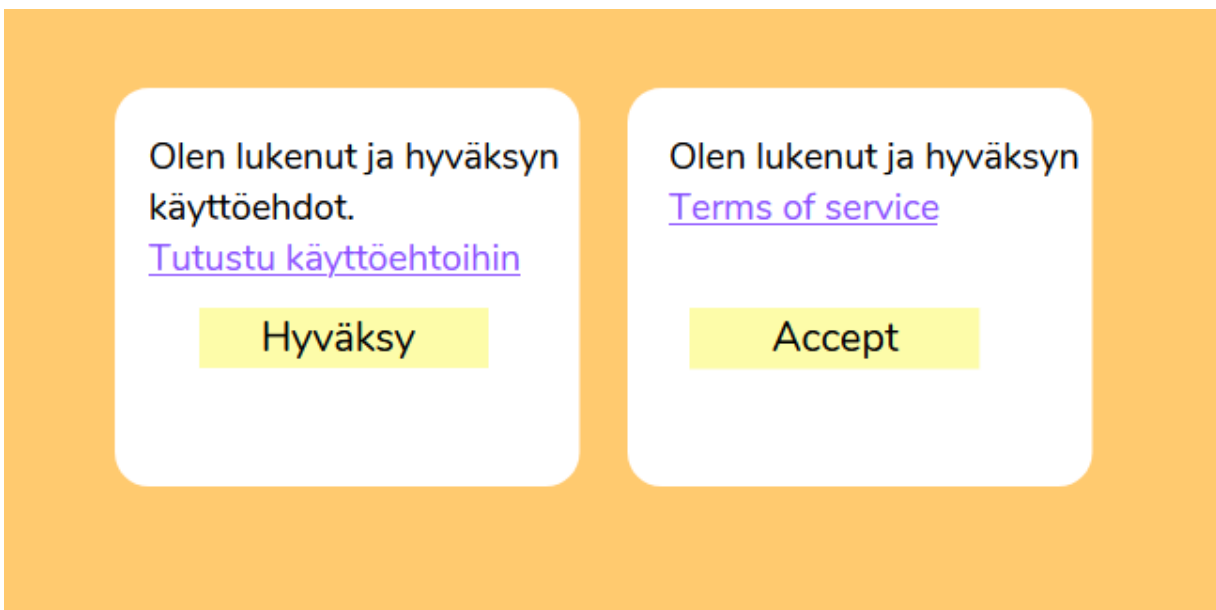 Olen lukenut ja hyväksyn
käyttöehdot.
Tutustu käyttöehtoihin
Hyväksy
Olen lukenut ja hyväksyn
Terms of service
Accept